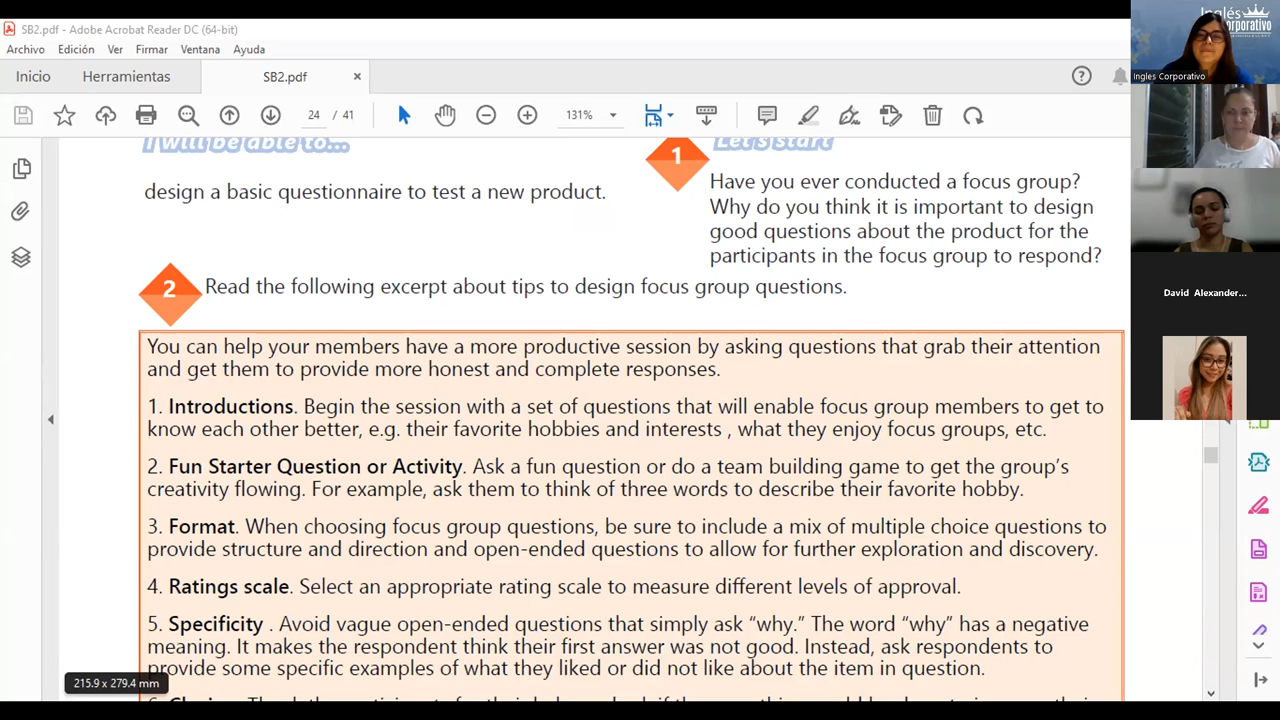 SB2.pdf - Adobe Acrobat Reader DC (64-bit)
Archivo Edición Ver Firmar Ventana Ayuda
Inicio Herramientas SB2.pdf ×
24 / 41 131%
I will be able to...
design a basic questionnaire to test a new product.
1 Let's start
Have you ever conducted a focus group?
Why do you think it is important to design
good questions about the product for the
participants in the focus group to respond?
2 Read the following excerpt about tips to design focus group questions.
You can help your members have a more productive session by asking questions that grab their attention
and get them to provide more honest and complete responses.
1. Introductions. Begin the session with a set of questions that will enable focus group members to get to
know each other better, e.g. their favorite hobbies and interests , what they enjoy focus groups, etc.
2. Fun Starter Question or Activity. Ask a fun question or do a team building game to get the group's
creativity flowing. For example, ask them to think of three words to describe their favorite hobby.
3. Format. When choosing focus group questions, be sure to include a mix of multiple choice questions to
provide structure and direction and open-ended questions to allow for further exploration and discovery.
4. Ratings scale. Select an appropriate rating scale to measure different levels of approval.
5. Specificity . Avoid vague open-ended questions that simply ask “why.” The word “why” has a negative
meaning. It makes the respondent think their first answer was not good. Instead, ask respondents to
provide some specific examples of what they liked or did not like about the item in question.
215.9 x 279.4 mm
Inglés
Corporativo
Ingles Corporativo
David Alexander...